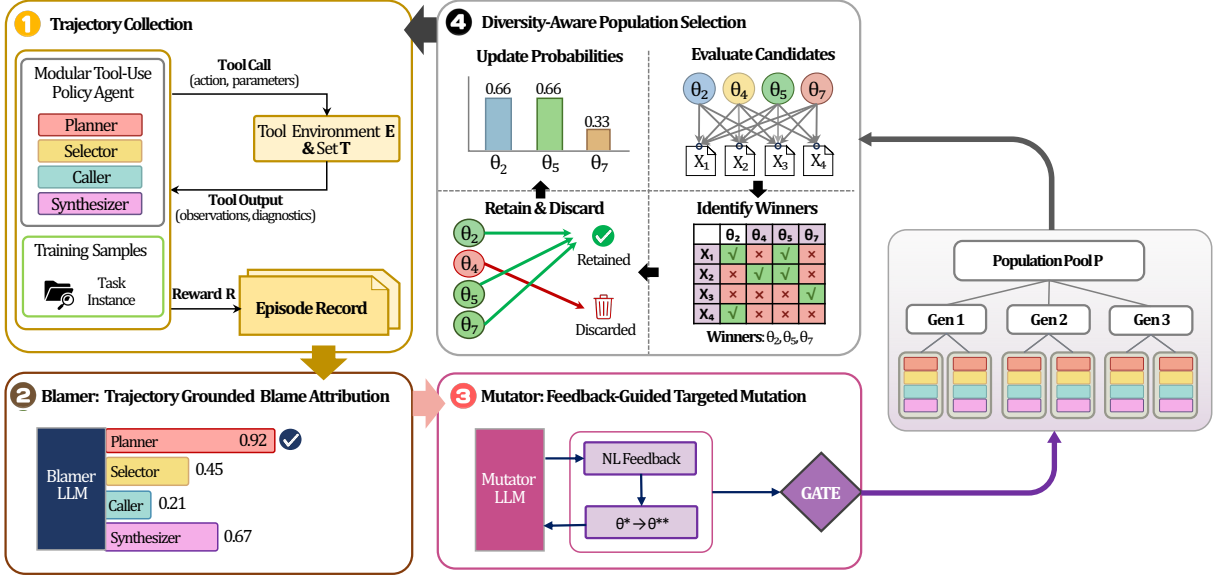 1 Trajectory Collection
Modular Tool-Use
Policy Agent
Planner
Selector
Caller
Synthesizer
Tool Call
(action, parameters)
Tool Environment E
& Set T
Tool Output
(observations, diagnostics)
Training Samples
Task
Instance
Reward R
Episode Record
4 Diversity-Aware Population Selection
Update Probabilities
0.66 0.66 0.33
θ2 θ5 θ7
Evaluate Candidates
θ2 θ4 θ5 θ7
X1 X2 X3 X4
Retain & Discard
θ2
θ4
θ5
θ7
Retained
Discarded
Identify Winners
θ2 θ4 θ5 θ7
X1 √ × √ ×
X2 × √ √ ×
X3 × × × √
X4 √ × × ×
Winners: θ2, θ5, θ7
Population Pool P
Gen 1 Gen 2 Gen 3
2 Blamer: Trajectory Grounded Blame Attribution
Blamer
LLM
Planner 0.92
Selector 0.45
Caller 0.21
Synthesizer 0.67
3 Mutator: Feedback-Guided Targeted Mutation
Mutator
LLM
NL Feedback
θ* → θ**
GATE